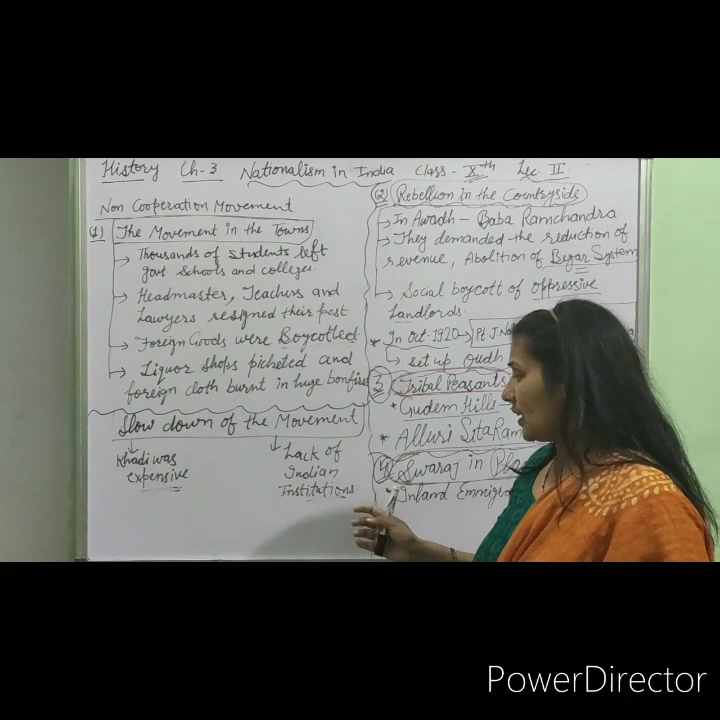 History Ch-3 Nationalism in India Class - Xth Lec. II
Non Cooperation Movement
(1) The Movement in the Towns
→ Thousands of students left
govt. schools and colleges.
→ Headmaster, Teachers and
Lawyers resigned their post
→ Foreign Goods were Boycotted.
→ Liquor shops picketed and
foreign cloth burnt in huge bonfires
Slow down of the Movement
Khadi was
expensive
Lack of
Indian
Institutions.
(2) Rebellion in the Countryside
→ In Awadh - Baba Ramchandra
→ They demanded the reduction of
revenue, Abolition of Begar System
→ Social boycott of oppressive
Landlords.
* In Oct. 1920 → Pt J.
→ set up Oudh
(3) Tribal Peasants
* Gudem Hills
* Alluri Sita
(4) Swaraj in
* Inland
PowerDirector